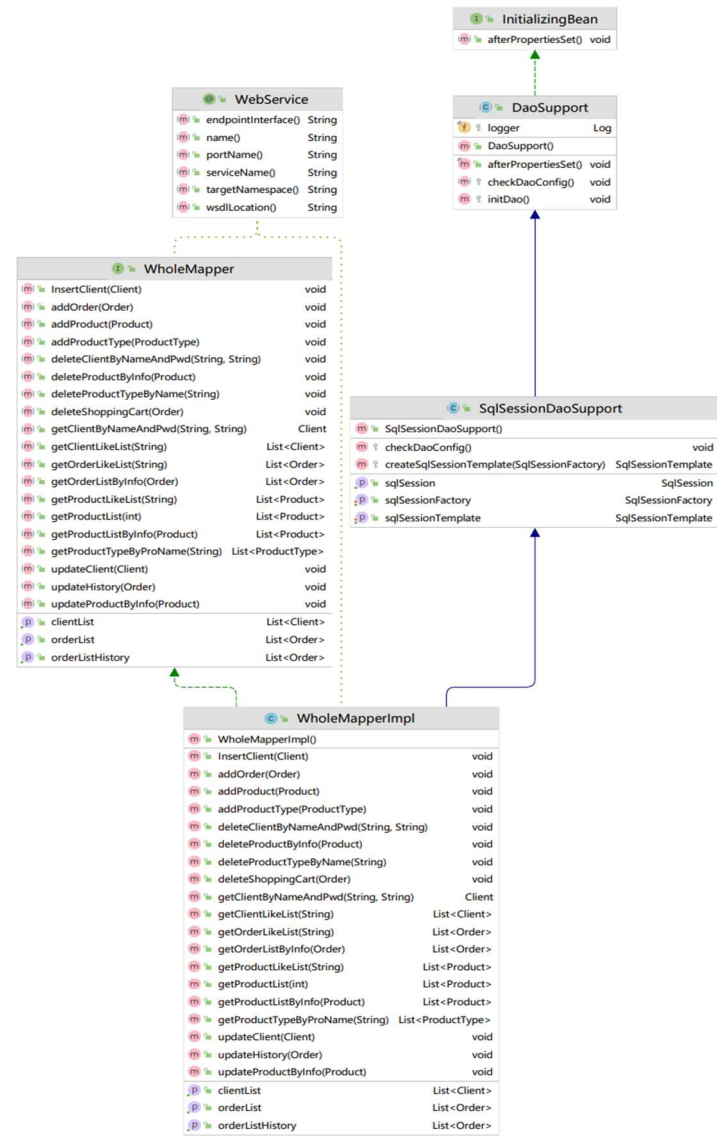 InitializingBean
afterPropertiesSet() void
WebService
endpointInterface() String
name() String
portName() String
serviceName() String
targetNamespace() String
wsdlLocation() String
DaoSupport
logger Log
DaoSupport()
afterPropertiesSet() void
checkDaoConfig() void
initDao() void
WholeMapper
InsertClient(Client) void
addOrder(Order) void
addProduct(Product) void
addProductType(ProductType) void
deleteClientByNameAndPwd(String, String) void
deleteProductByInfo(Product) void
deleteProductTypeByName(String) void
deleteShoppingCart(Order) void
getClientByNameAndPwd(String, String) Client
getClientLikeList(String) List<Client>
getOrderLikeList(String) List<Order>
getOrderListByInfo(Order) List<Order>
getProductLikeList(String) List<Product>
getProductList(int) List<Product>
getProductListByInfo(Product) List<Product>
getProductTypeByProName(String) List<ProductType>
updateClient(Client) void
updateHistory(Order) void
updateProductByInfo(Product) void
clientList List<Client>
orderList List<Order>
orderListHistory List<Order>
SqlSessionDaoSupport
SqlSessionDaoSupport()
checkDaoConfig() void
createSqlSessionTemplate(SqlSessionFactory) SqlSessionTemplate
sqlSession SqlSession
sqlSessionFactory SqlSessionFactory
sqlSessionTemplate SqlSessionTemplate
WholeMapperImpl
WholeMapperImpl()
InsertClient(Client) void
addOrder(Order) void
addProduct(Product) void
addProductType(ProductType) void
deleteClientByNameAndPwd(String, String) void
deleteProductByInfo(Product) void
deleteProductTypeByName(String) void
deleteShoppingCart(Order) void
getClientByNameAndPwd(String, String) Client
getClientLikeList(String) List<Client>
getOrderLikeList(String) List<Order>
getOrderListByInfo(Order) List<Order>
getProductLikeList(String) List<Product>
getProductList(int) List<Product>
getProductListByInfo(Product) List<Product>
getProductTypeByProName(String) List<ProductType>
updateClient(Client) void
updateHistory(Order) void
updateProductByInfo(Product) void
clientList List<Client>
orderList List<Order>
orderListHistory List<Order>